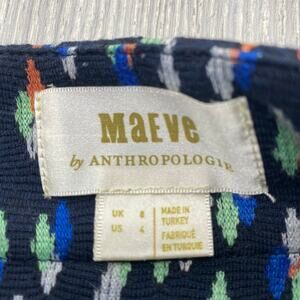 MAEVE
by ANTHROPOLOGIE
UK 8
US 4
MADE IN
TURKEY
FABRIQUÉ
EN TURQUIE